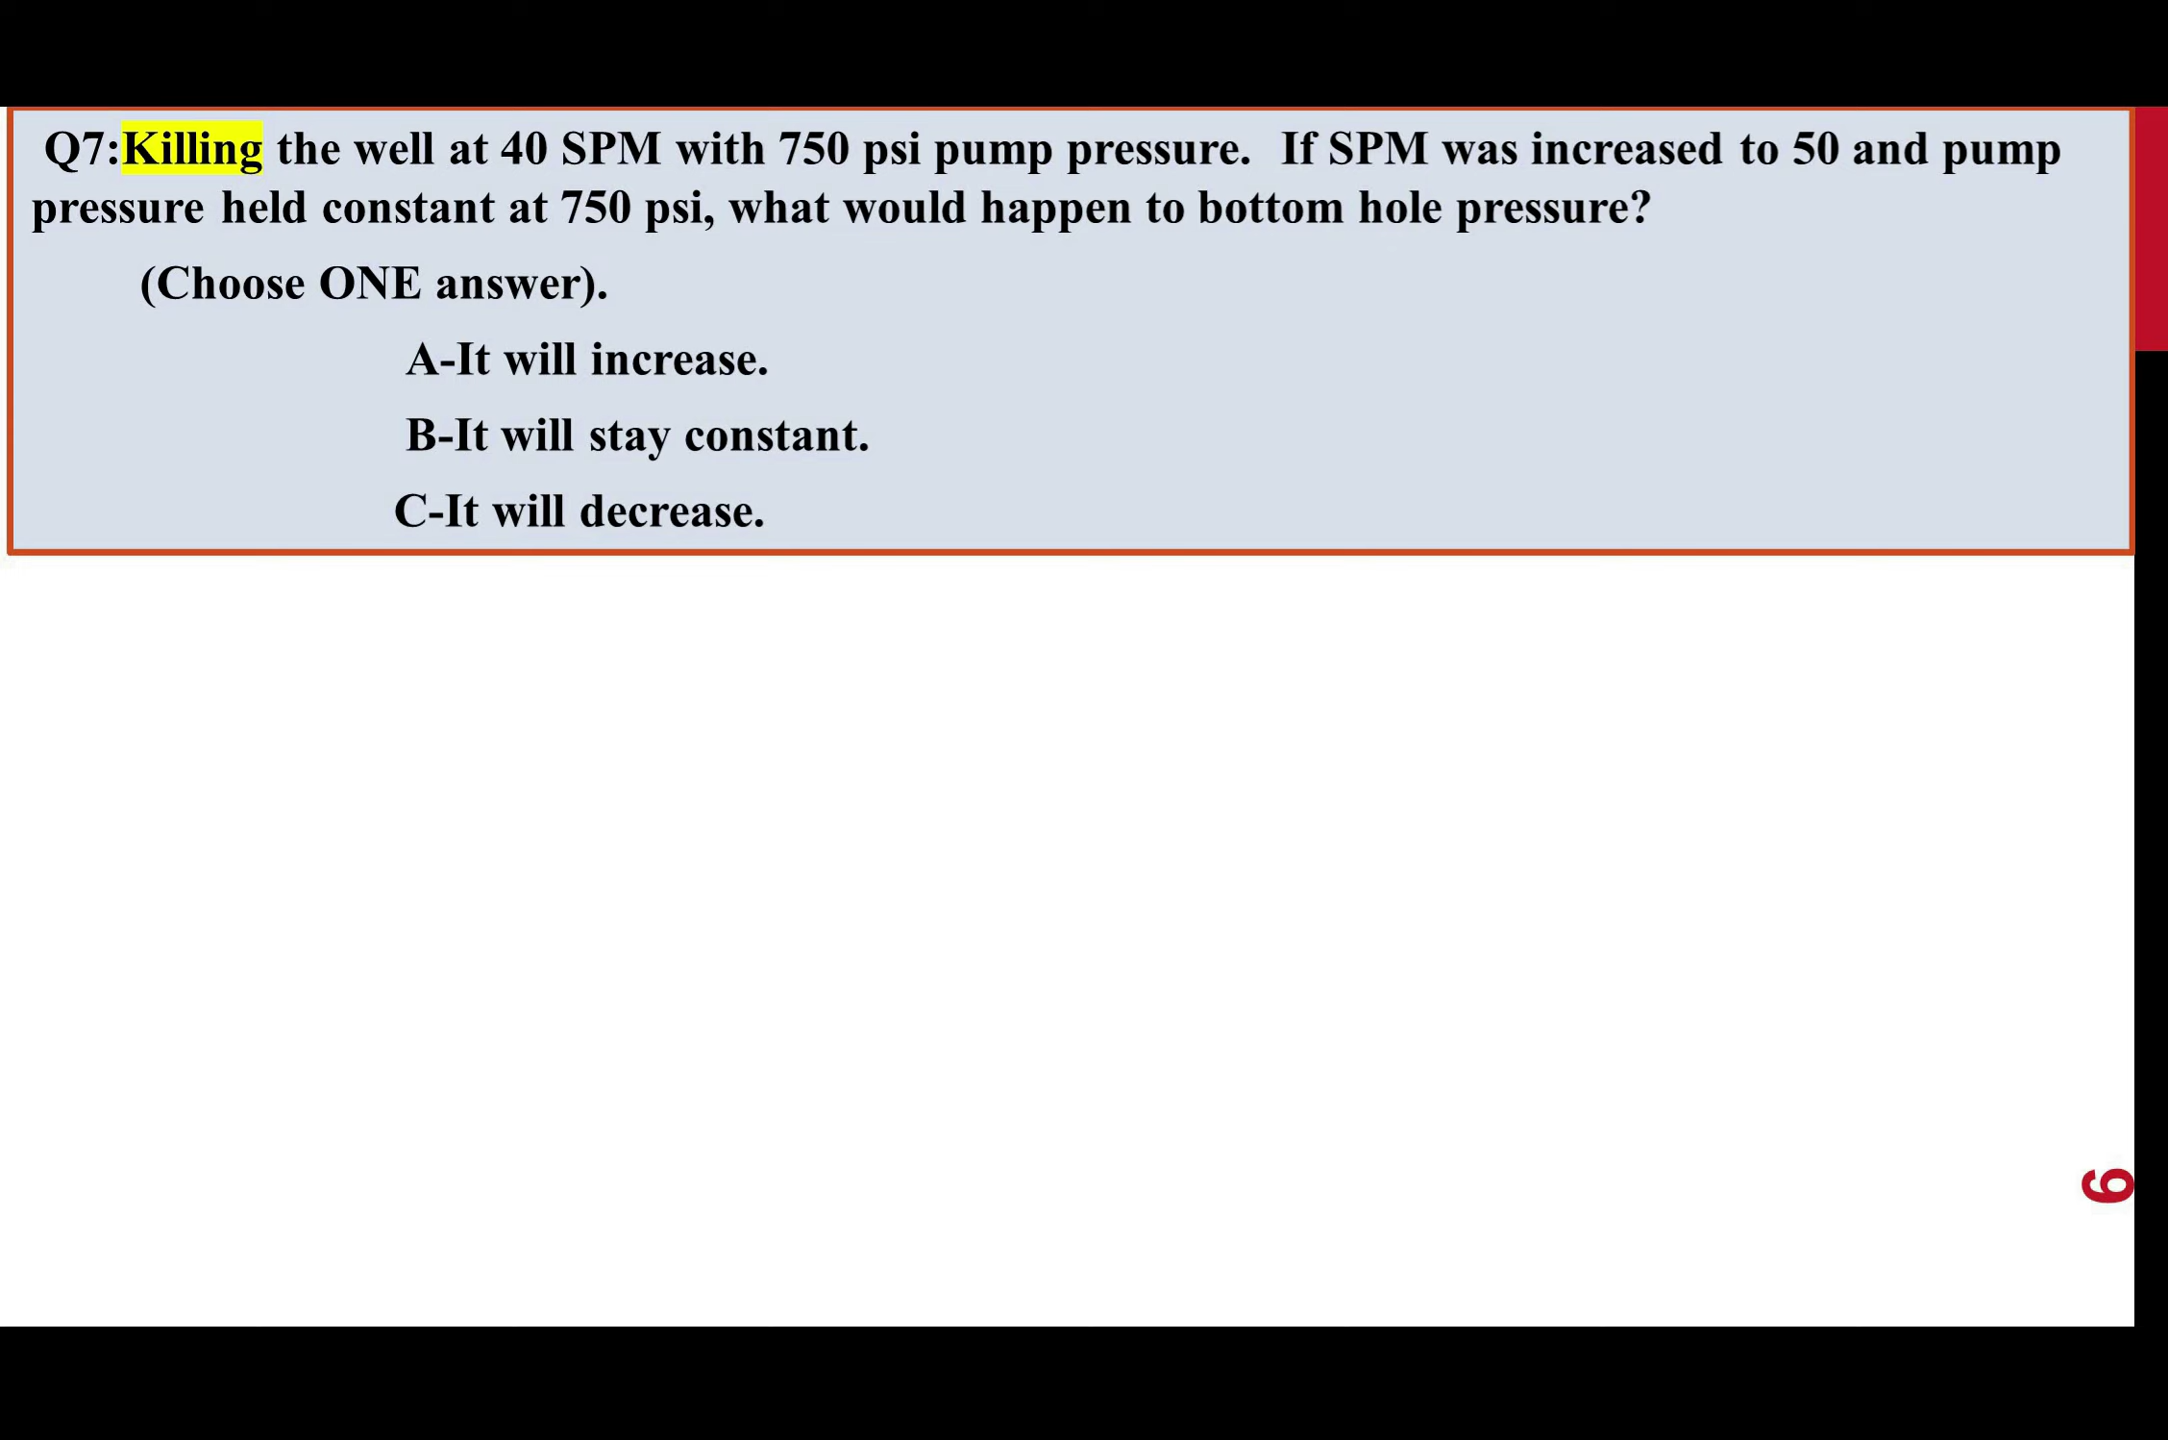 Q7:Killing the well at 40 SPM with 750 psi pump pressure. If SPM was increased to 50 and pump
pressure held constant at 750 psi, what would happen to bottom hole pressure?
(Choose ONE answer).
A-It will increase.
B-It will stay constant.
C-It will decrease.
6